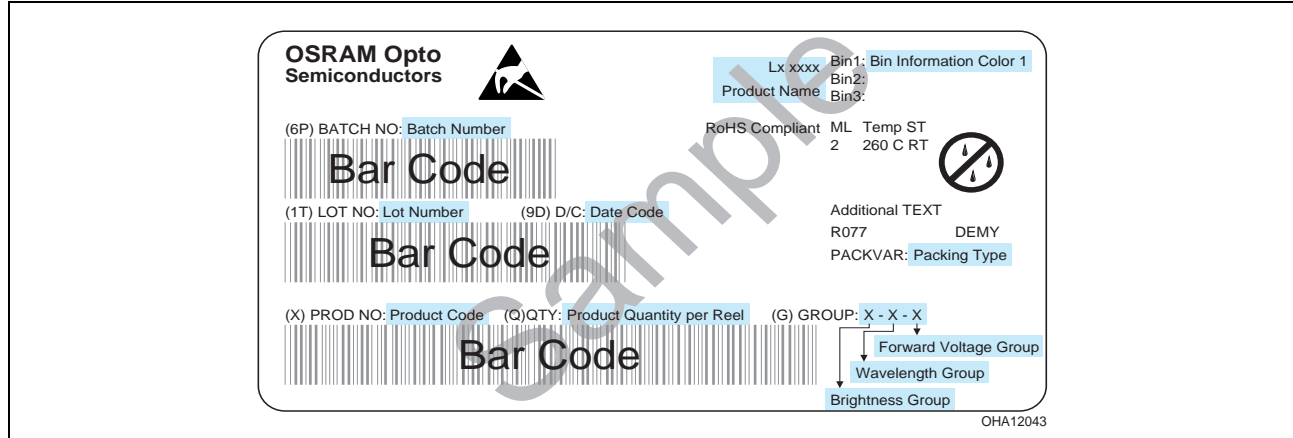 OSRAM Opto
Semiconductors
Lx xxxx
Product Name
Bin1: Bin Information Color 1
Bin2:
Bin3:
(6P) BATCH NO: Batch Number
Bar Code
RoHS Compliant
ML Temp ST
2 260 C RT
(1T) LOT NO: Lot Number (9D) D/C: Date Code
Bar Code
Additional TEXT
R077 DEMY
PACKVAR: Packing Type
(X) PROD NO: Product Code (Q)QTY: Product Quantity per Reel (G) GROUP: X - X - X
Bar Code
Forward Voltage Group
Wavelength Group
Brightness Group
Sample
OHA12043